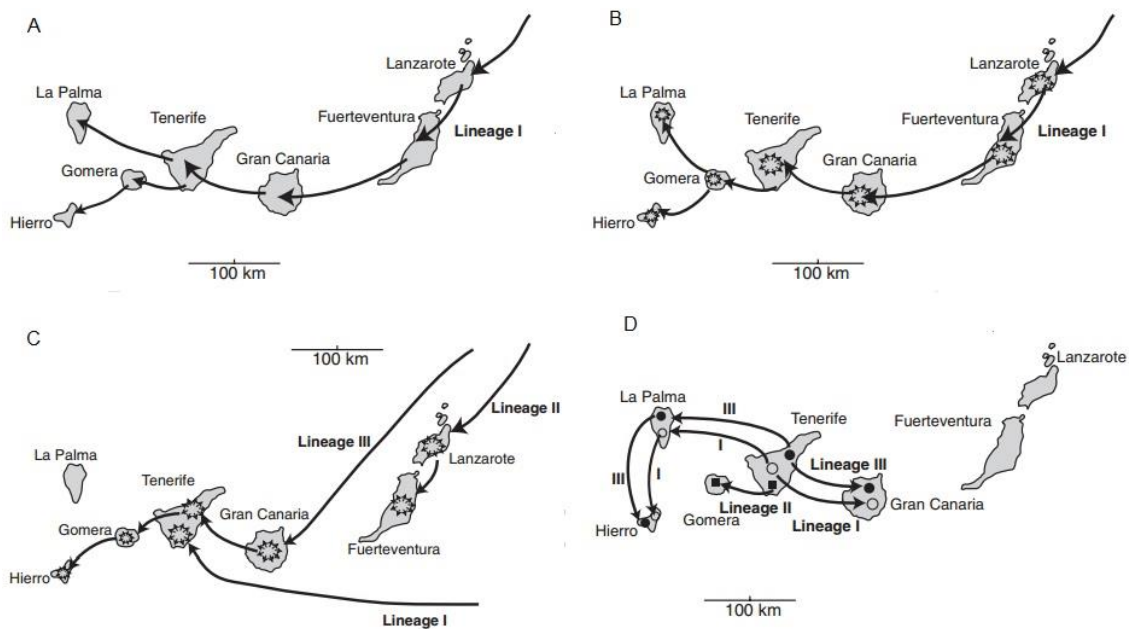 A
Lanzarote
La Palma
Fuerteventura
Lineage I
Tenerife
Gran Canaria
Gomera
Hierro
100 km
B
Lanzarote
La Palma
Fuerteventura
Lineage I
Tenerife
Gran Canaria
Gomera
Hierro
100 km
C
100 km
Lineage II
Lineage III
Lanzarote
La Palma
Tenerife
Gran Canaria
Gomera
Fuerteventura
Hierro
Lineage I
D
Lanzarote
La Palma
III
Tenerife
Fuerteventura
I
Lineage III
III
I
Gran Canaria
Lineage II
Hierro
Gomera
Lineage I
100 km